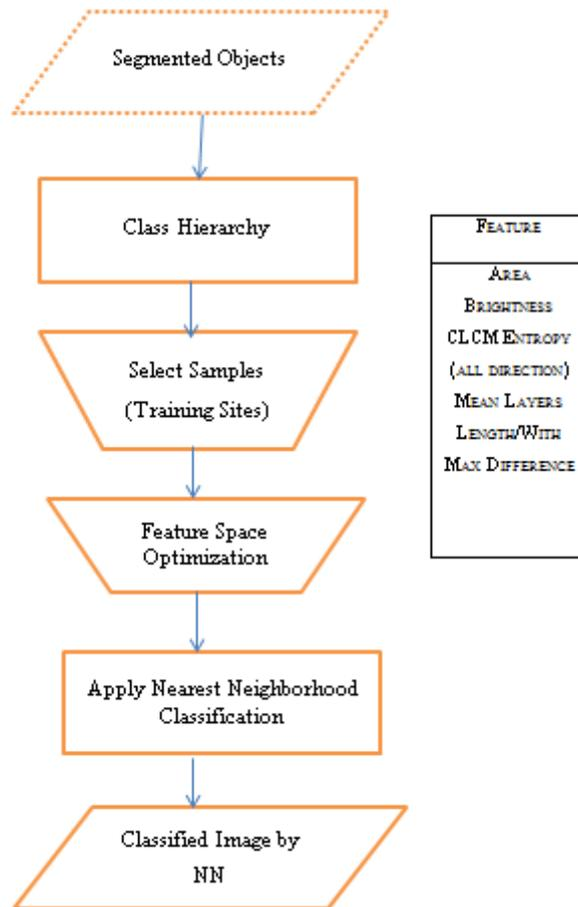 Segmented Objects
Class Hierarchy
Select Samples
(Training Sites)
Feature Space
Optimization
Apply Nearest Neighborhood
Classification
Classified Image by
NN
FEATURE
AREA
BRIGHTNESS
CLCM ENTROPY
(ALL DIRECTION)
MEAN LAYERS
LENGTH/WITH
MAX DIFFERENCE